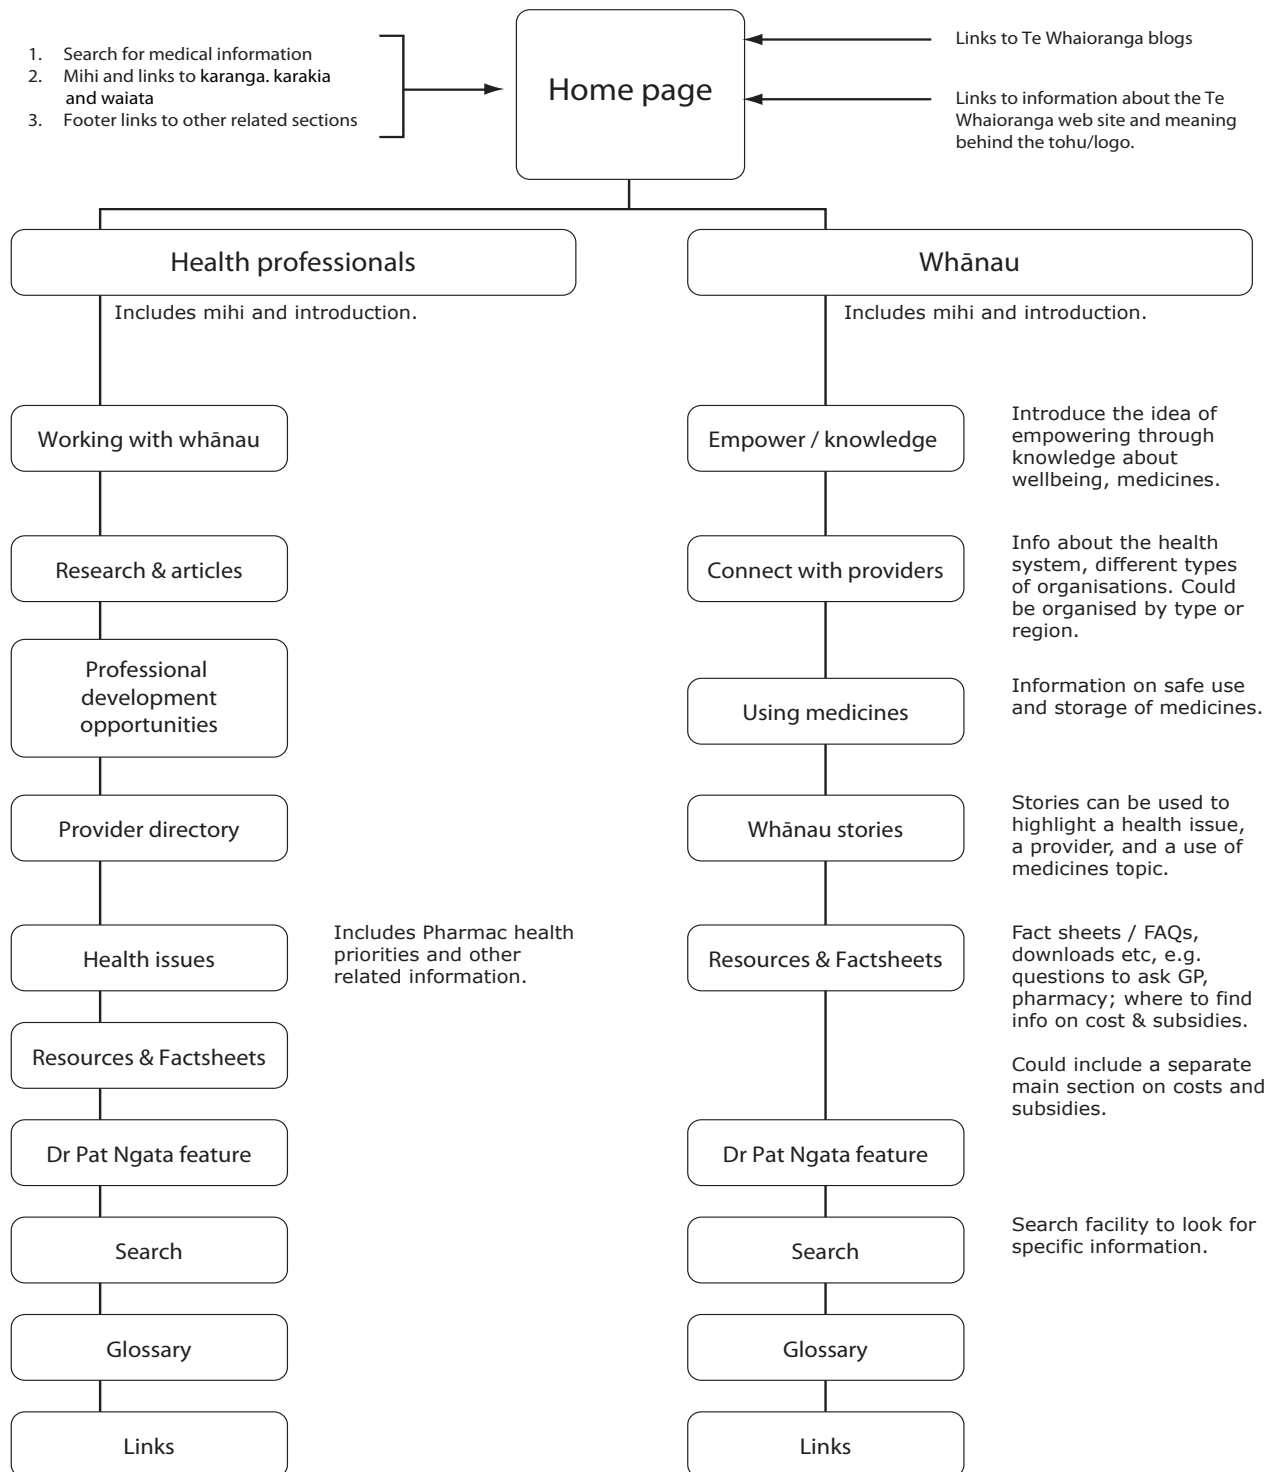 1. Search for medical information
2. Mihi and links to karanga. karakia
and waiata
3. Footer links to other related sections
Home page
Links to Te Whaioranga blogs
Links to information about the Te
Whaioranga web site and meaning
behind the tohu/logo.
Health professionals
Includes mihi and introduction.
Working with whānau
Research & articles
Professional
development
opportunities
Provider directory
Health issues
Includes Pharmac health
priorities and other
related information.
Resources & Factsheets
Dr Pat Ngata feature
Search
Glossary
Links
Whānau
Includes mihi and introduction.
Empower / knowledge
Introduce the idea of
empowering through
knowledge about
wellbeing, medicines.
Connect with providers
Info about the health
system, different types
of organisations. Could
be organised by type or
region.
Using medicines
Information on safe use
and storage of medicines.
Whānau stories
Stories can be used to
highlight a health issue,
a provider, and a use of
medicines topic.
Resources & Factsheets
Fact sheets / FAQs,
downloads etc, e.g.
questions to ask GP,
pharmacy; where to find
info on cost & subsidies.
Could include a separate
main section on costs and
subsidies.
Dr Pat Ngata feature
Search
Search facility to look for
specific information.
Glossary
Links